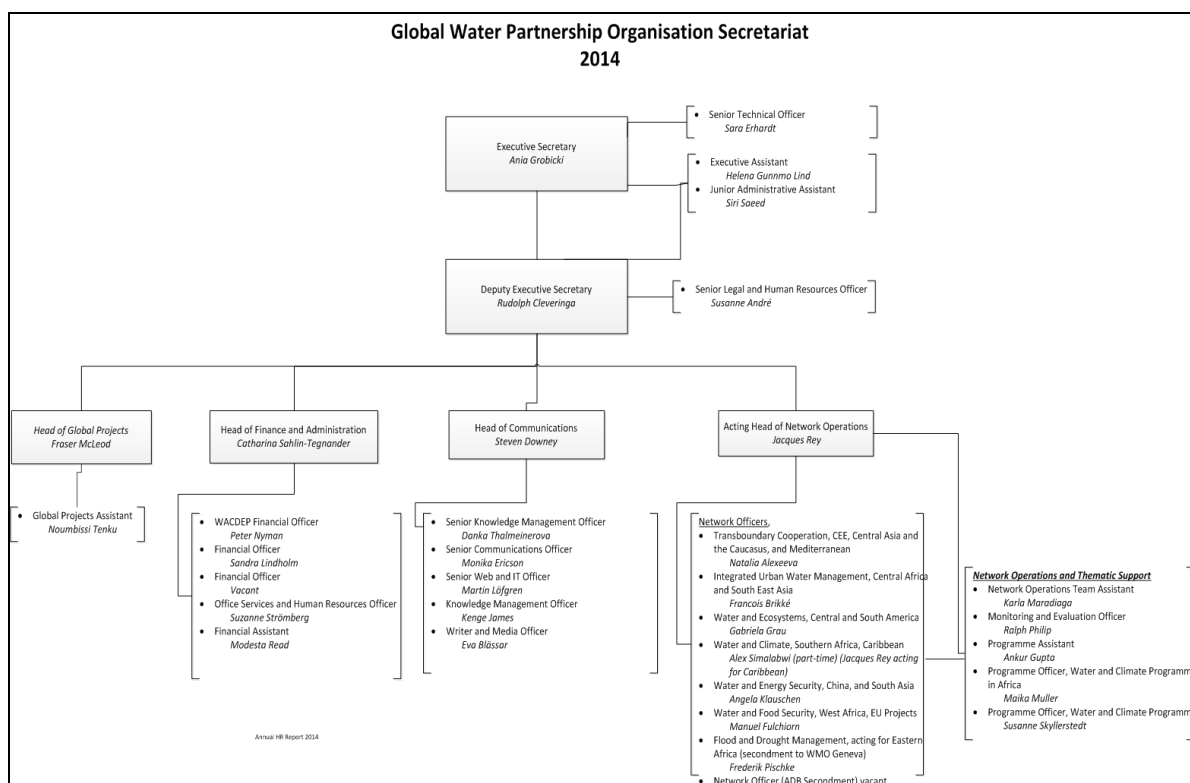 Global Water Partnership Organisation Secretariat
2014
Senior Technical Officer
Sara Erhardt
Executive Secretary
Ania Grobicki
Executive Assistant
Helena Gunnmo Lind
Junior Administrative Assistant
Siri Saeed
Deputy Executive Secretary
Rudolph Cleveringa
Senior Legal and Human Resources Officer
Susanne André
Head of Global Projects
Fraser McLeod
Head of Finance and Administration
Catharina Sahlin-Tegnander
Head of Communications
Steven Downey
Acting Head of Network Operations
Jacques Rey
Global Projects Assistant
Noumbissi Tenku
WACDEP Financial Officer
Peter Nyman
Financial Officer
Sandra Lindholm
Financial Officer
Vacant
Office Services and Human Resources Officer
Suzanne Strömberg
Financial Assistant
Modesta Read
Senior Knowledge Management Officer
Danka Thalmeinerova
Senior Communications Officer
Monika Ericson
Senior Web and IT Officer
Martin Löfgren
Knowledge Management Officer
Kenge James
Writer and Media Officer
Eva Blässar
Network Officers,
Transboundary Cooperation, CEE, Central Asia and
the Caucasus, and Mediterranean
Natalia Alexeeva
Integrated Urban Water Management, Central Africa
and South East Asia
Francois Brikké
Water and Ecosystems, Central and South America
Gabriela Grau
Water and Climate, Southern Africa, Caribbean
Alex Simalabwi (part-time) (Jacques Rey acting
for Caribbean)
Water and Energy Security, China, and South Asia
Angela Klauschen
Water and Food Security, West Africa, EU Projects
Manuel Fulchiorn
Flood and Drought Management, acting for Eastern
Africa (secondment to WMO Geneva)
Frederik Pischke
Network Officer (ADB Secondment) vacant
Network Operations and Thematic Support
Network Operations Team Assistant
Karla Maradiaga
Monitoring and Evaluation Officer
Ralph Philip
Programme Assistant
Ankur Gupta
Programme Officer, Water and Climate Programm
in Africa
Maika Muller
Programme Officer, Water and Climate Programm
Susanne Skyllerstedt
Annual HR Report 2014